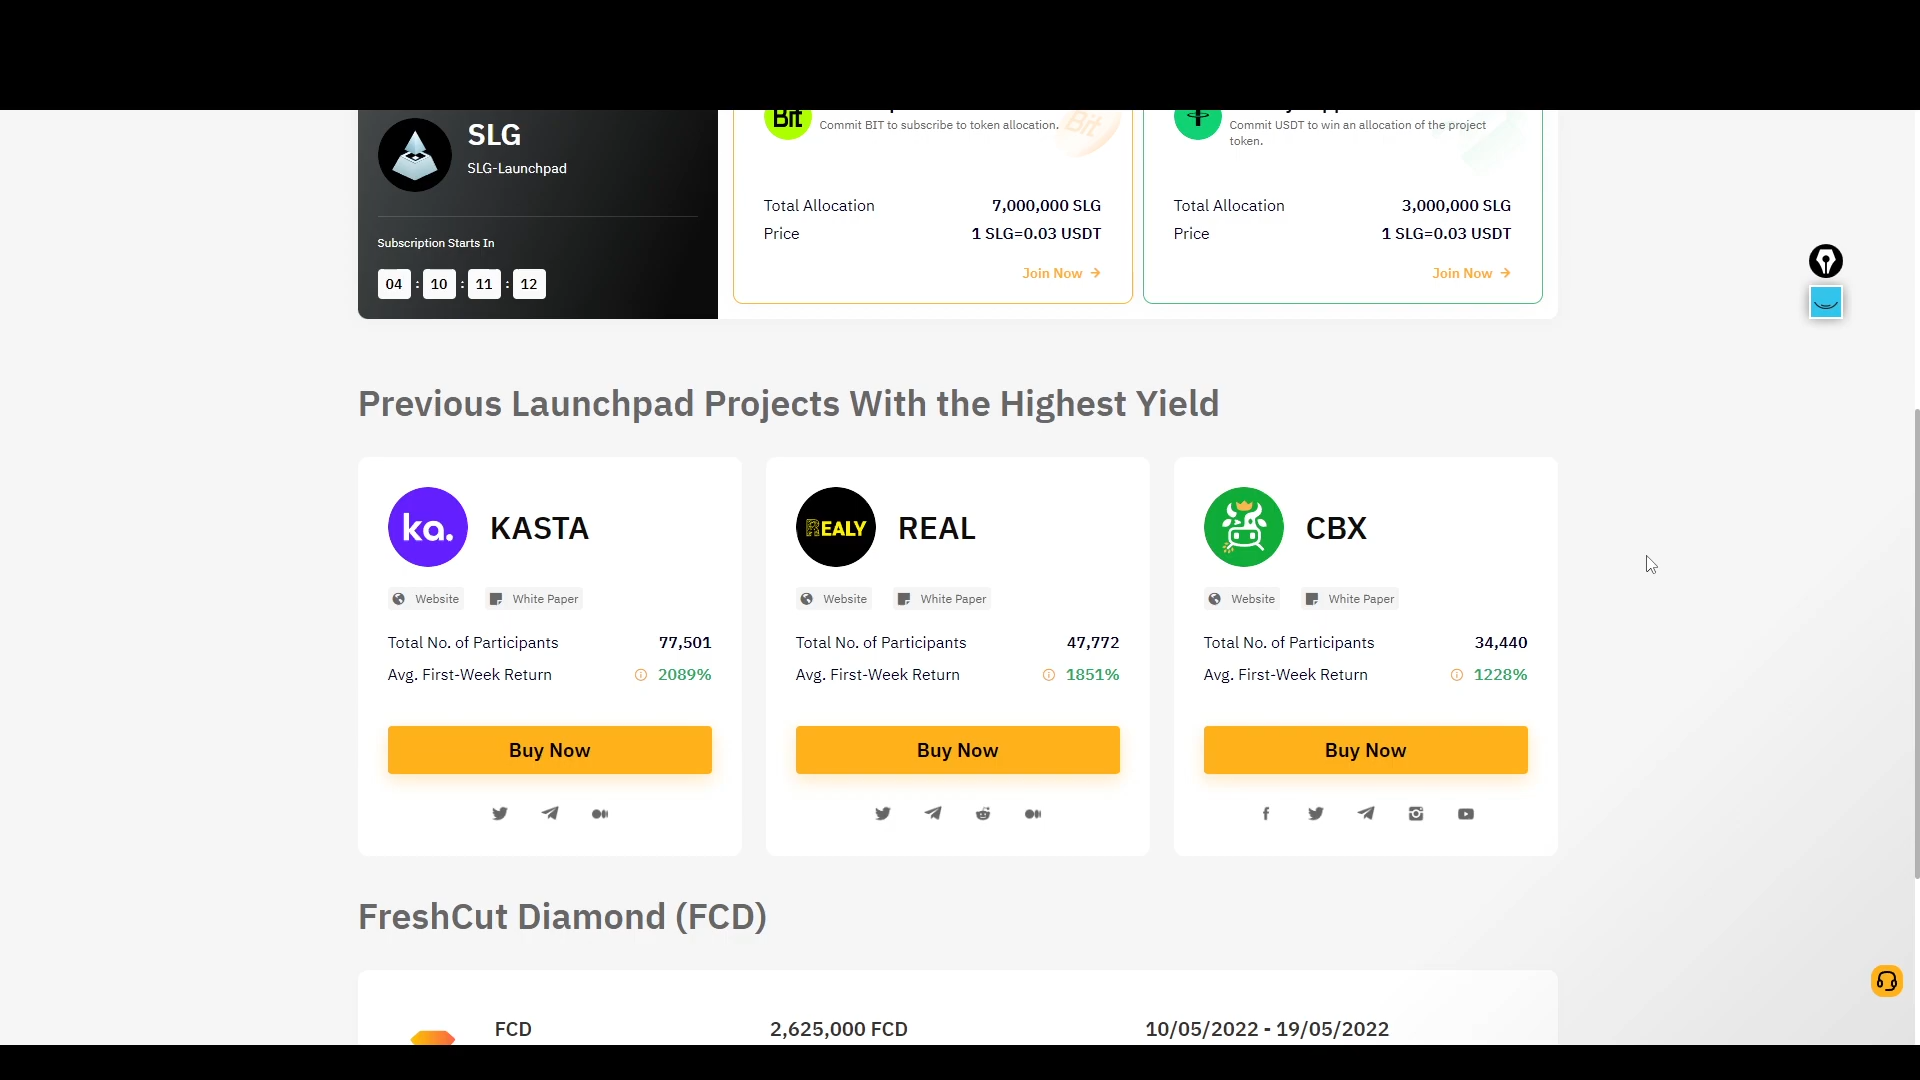 SLG
SLG-Launchpad
Subscription Starts In
04 : 10 : 11 : 12
Bit
Commit BIT to subscribe to token allocation.
Bit
Total Allocation 7,000,000 SLG
Price 1 SLG=0.03 USDT
Join Now
Commit USDT to win an allocation of the project
token.
Total Allocation 3,000,000 SLG
Price 1 SLG=0.03 USDT
Join Now
Previous Launchpad Projects With the Highest Yield
ka.
KASTA
Website White Paper
Total No. of Participants 77,501
Avg. First-Week Return 2089%
Buy Now
REALY
REAL
Website White Paper
Total No. of Participants 47,772
Avg. First-Week Return 1851%
Buy Now
CBX
Website White Paper
Total No. of Participants 34,440
Avg. First-Week Return 1228%
Buy Now
FreshCut Diamond (FCD)
FCD 2,625,000 FCD 10/05/2022 - 19/05/2022